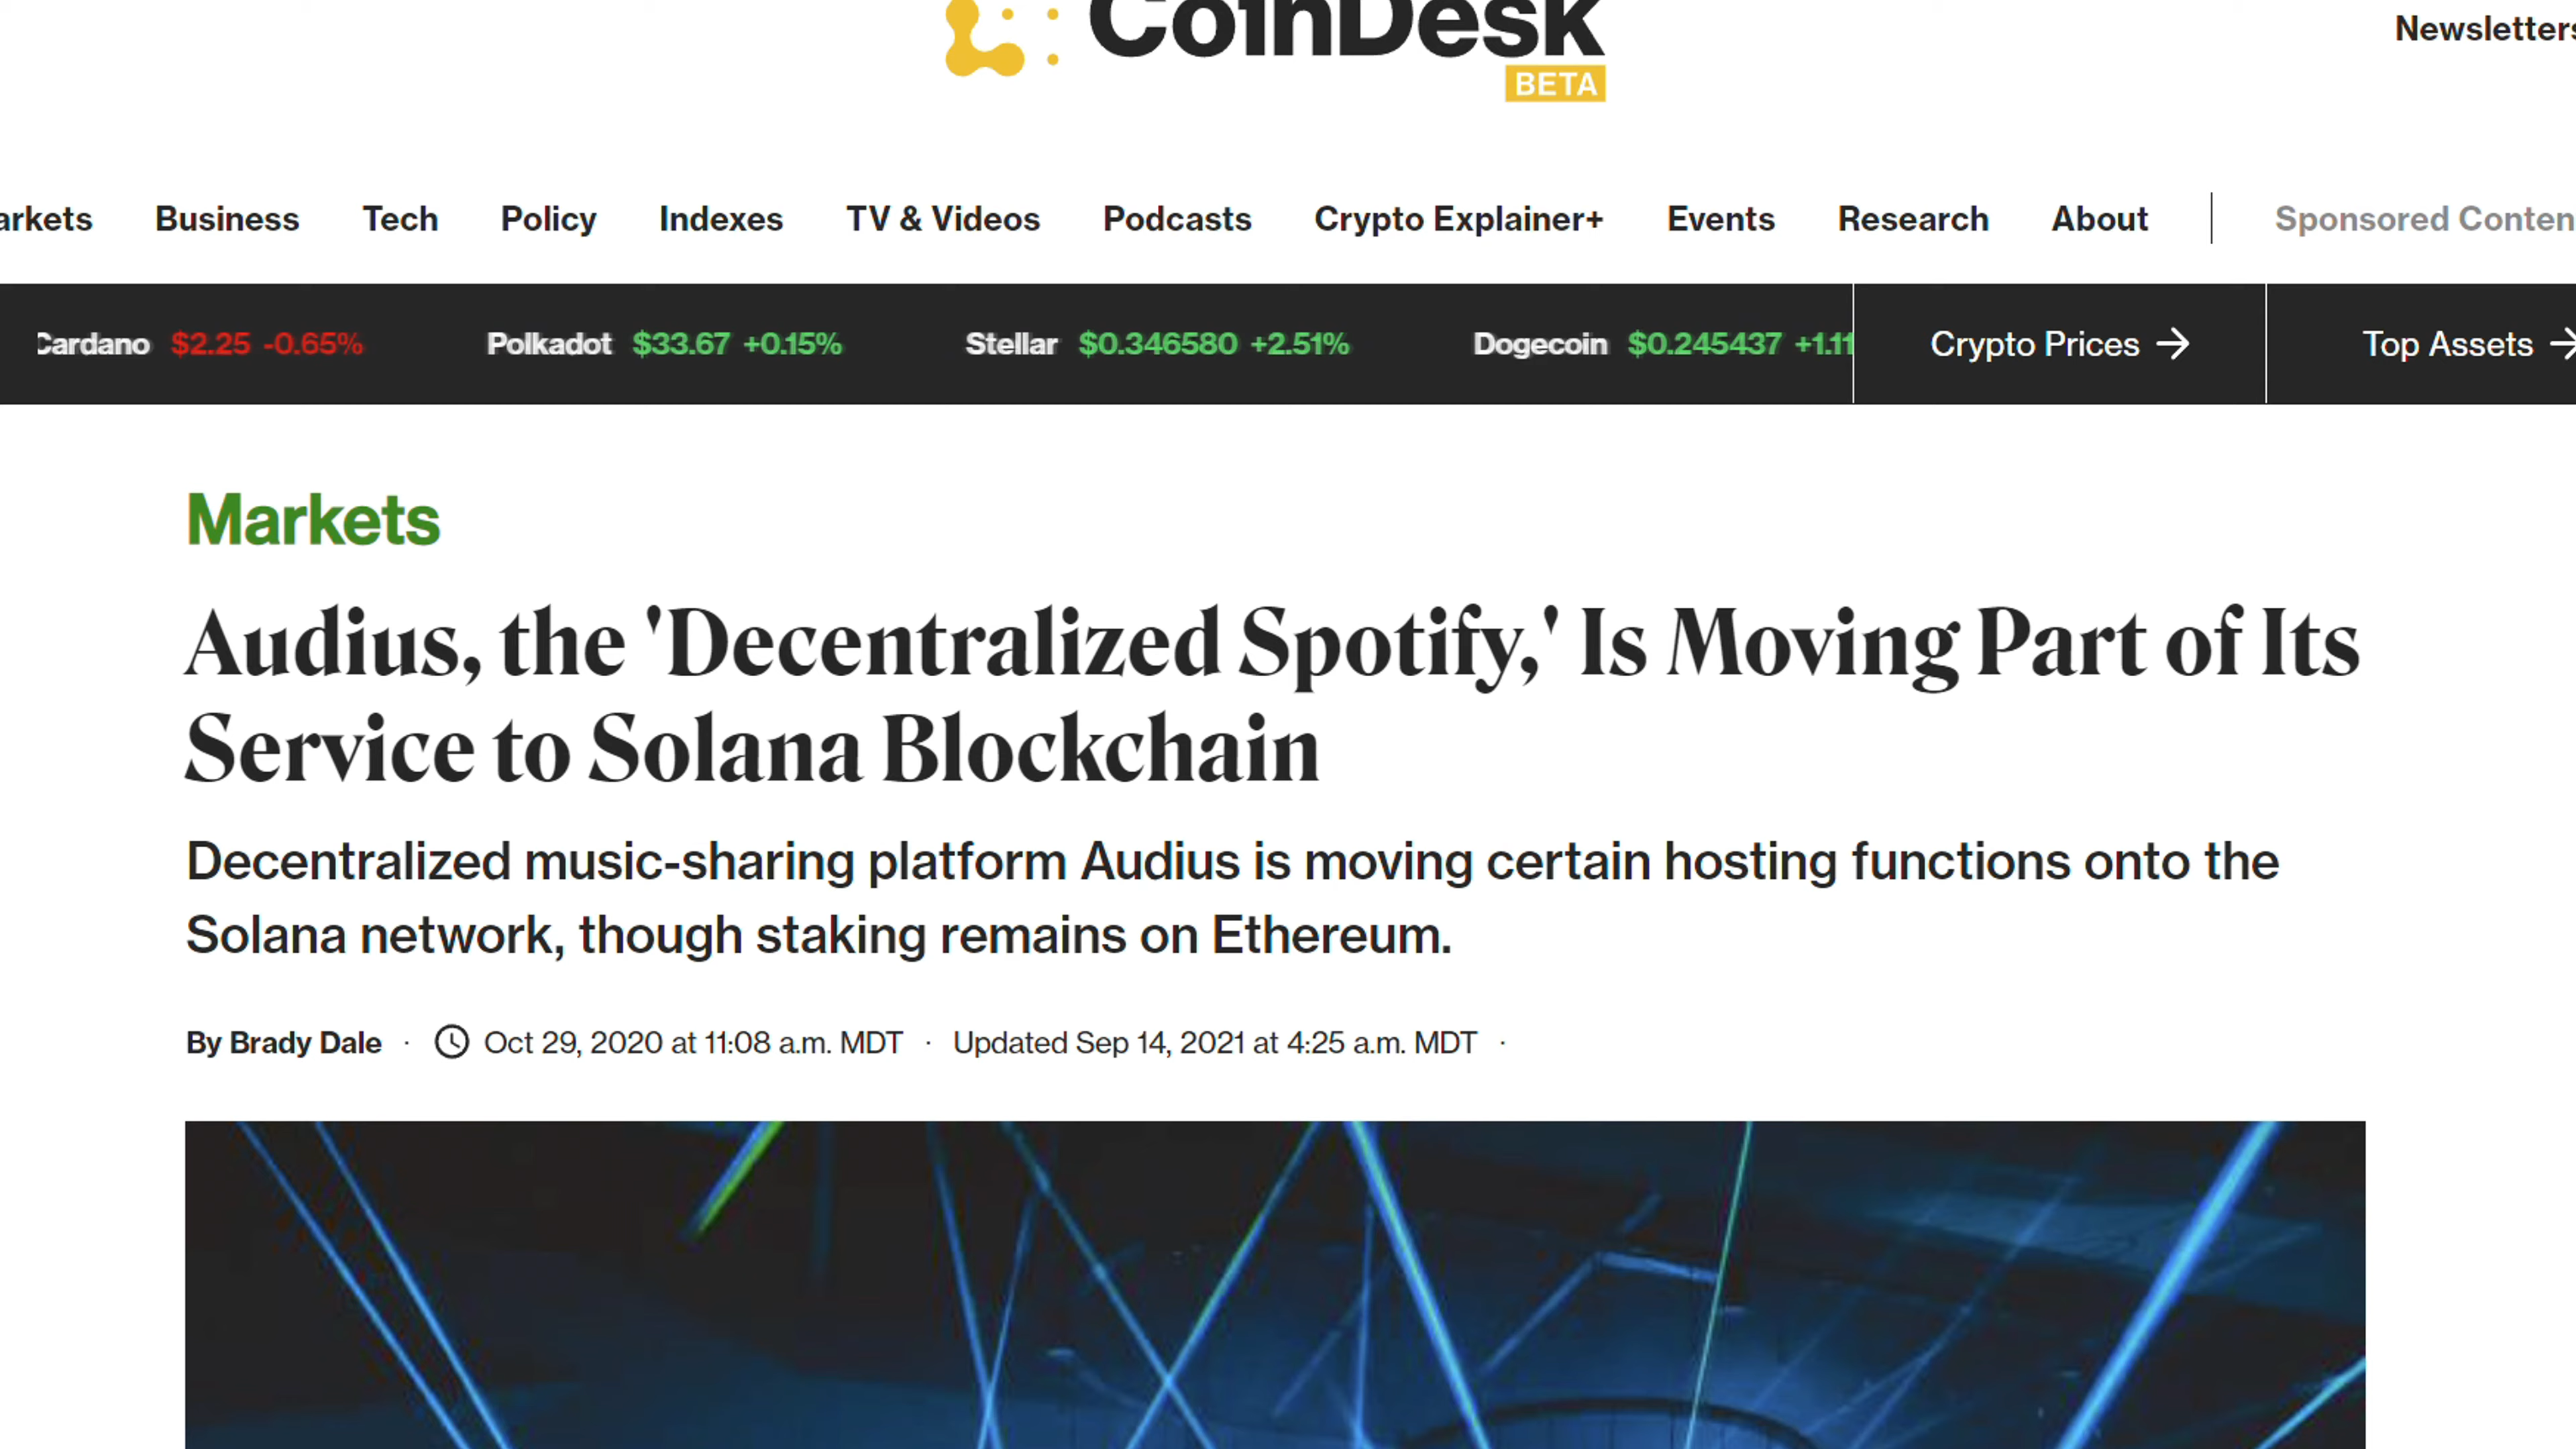 CoinDesk
BETA
Newsletters
arkets Business Tech Policy Indexes TV & Videos Podcasts Crypto Explainer+ Events Research About Sponsored Conten
Cardano $2.25 -0.65% Polkadot $33.67 +0.15% Stellar $0.346580 +2.51% Dogecoin $0.245437 +1.11 Crypto Prices → Top Assets →
Markets
Audius, the 'Decentralized Spotify,' Is Moving Part of Its
Service to Solana Blockchain
Decentralized music-sharing platform Audius is moving certain hosting functions onto the
Solana network, though staking remains on Ethereum.
By Brady Dale · Oct 29, 2020 at 11:08 a.m. MDT · Updated Sep 14, 2021 at 4:25 a.m. MDT ·